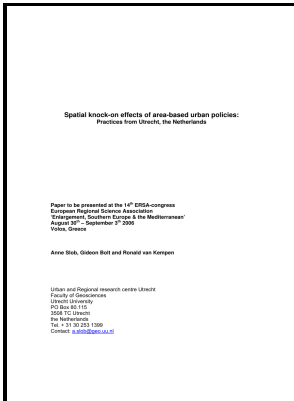 Spatial knock-on effects of area-based urban policies:
Practices from Utrecht, the Netherlands
Paper to be presented at the 14th ERSA-congress
European Regional Science Association
'Enlargement, Southern Europe & the Mediterranean'
August 30th – September 3th 2006
Volos, Greece
Anne Slob, Gideon Bolt and Ronald van Kempen
Urban and Regional research centre Utrecht
Faculty of Geosciences
Utrecht University
PO Box 80.115
3508 TC Utrecht
the Netherlands
Tel. + 31 30 253 1399
Contact: a.slob@geo.uu.nl